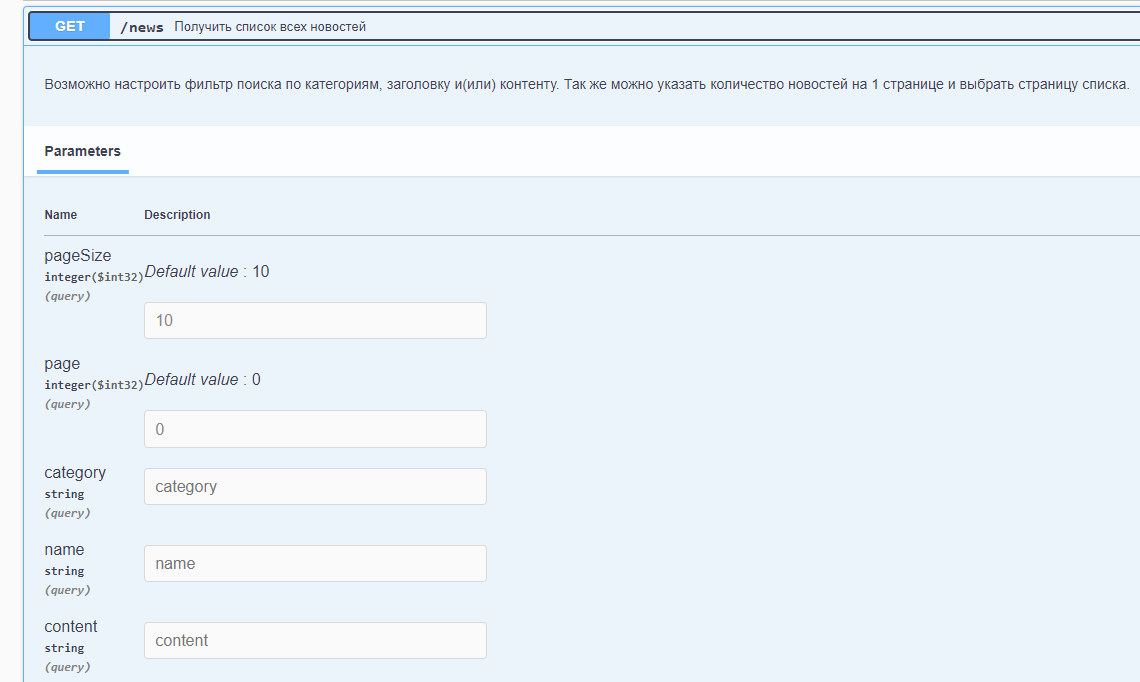 GET /news Получить список всех новостей
Возможно настроить фильтр поиска по категориям, заголовку и(или) контенту. Так же можно указать количество новостей на 1 странице и выбрать страницу списка.
Parameters
Name Description
pageSize
integer($int32)
(query)
Default value : 10
10
page
integer($int32)
(query)
Default value : 0
0
category
string
(query)
category
name
string
(query)
name
content
string
(query)
content